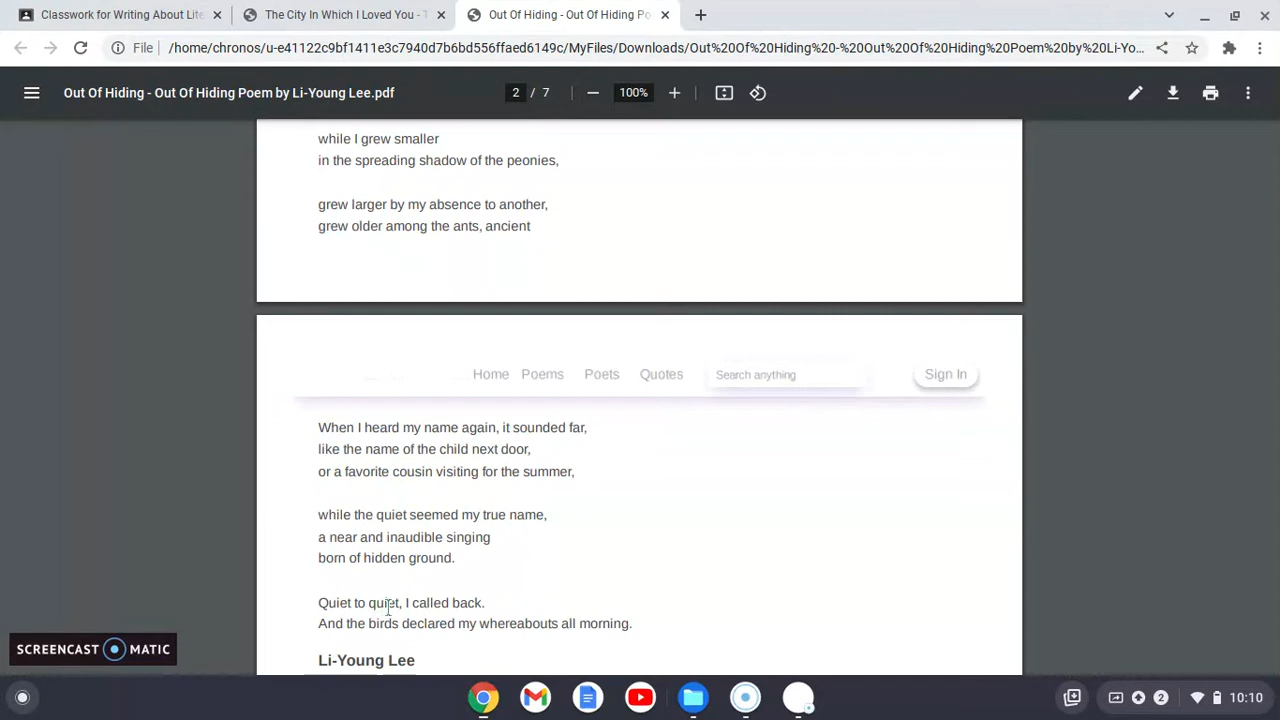 Classwork for Writing About Lite
The City In Which I Loved You - T
Out Of Hiding - Out Of Hiding Po
File
/home/chronos/u-e41122c9bf1411e3c7940d7b6bd556ffaed6149c/MyFiles/Downloads/Out%20Of%20Hiding%20-%20Out%20Of%20Hiding%20Poem%20by%20Li-Yo...
Out Of Hiding - Out Of Hiding Poem by Li-Young Lee.pdf
2 / 7
100%
while I grew smaller
in the spreading shadow of the peonies,
grew larger by my absence to another,
grew older among the ants, ancient
Home Poems Poets Quotes Search anything Sign In
When I heard my name again, it sounded far,
like the name of the child next door,
or a favorite cousin visiting for the summer,
while the quiet seemed my true name,
a near and inaudible singing
born of hidden ground.
Quiet to quiet, I called back.
And the birds declared my whereabouts all morning.
Li-Young Lee
SCREENCAST MATIC
2
10:10